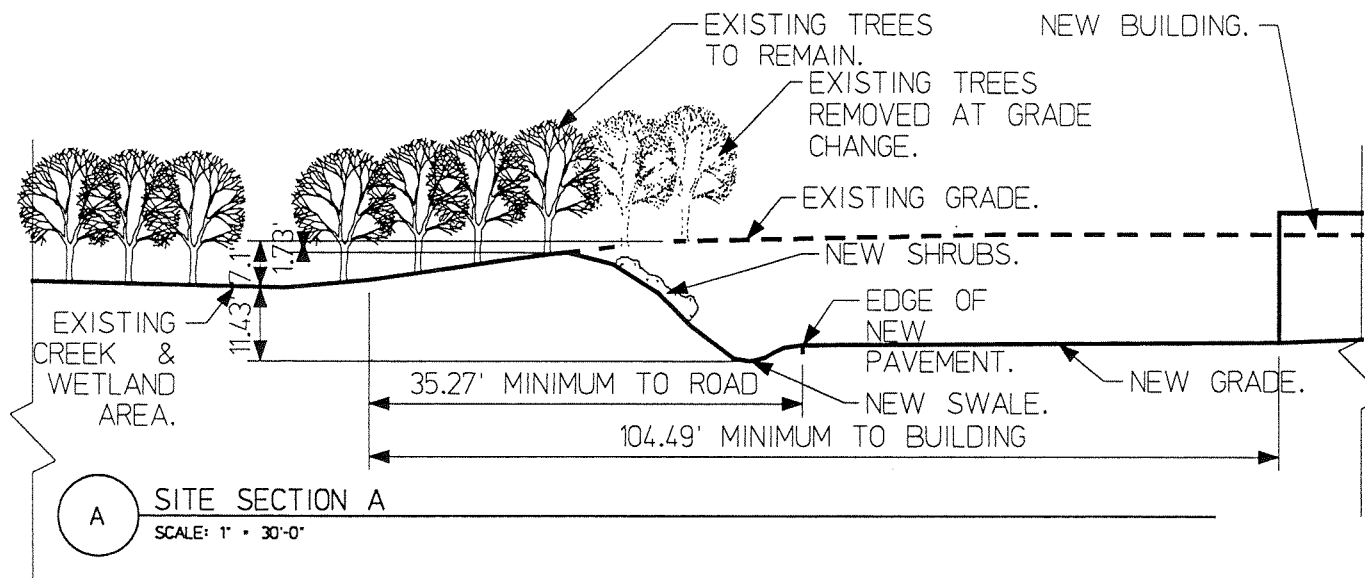 EXISTING TREES
TO REMAIN.
NEW BUILDING.
EXISTING TREES
REMOVED AT GRADE
CHANGE.
EXISTING GRADE.
1.73'
7.1'
11.43'
NEW SHRUBS.
EXISTING
CREEK &
WETLAND
AREA.
EDGE OF
NEW
PAVEMENT.
35.27' MINIMUM TO ROAD
NEW SWALE.
NEW GRADE.
104.49' MINIMUM TO BUILDING
A
SITE SECTION A
SCALE: 1" = 30'-0"